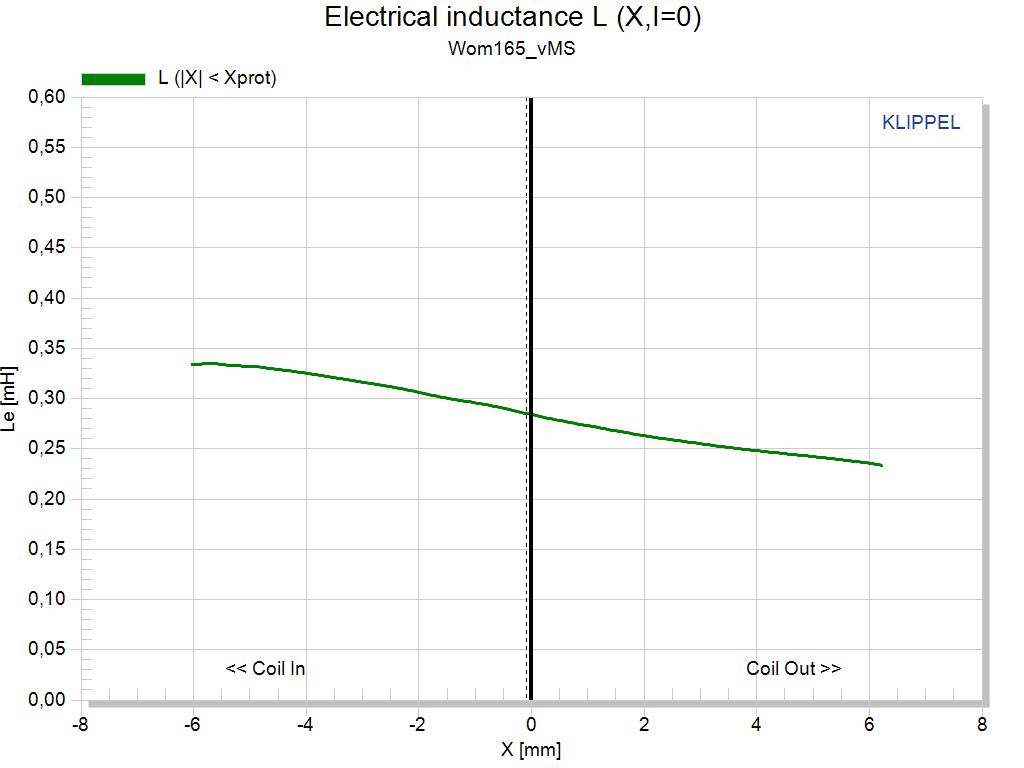 Electrical inductance L (X,I=0)
Wom165_vMS
L (|X| < Xprot)
KLIPPEL
0,60
0,55
0,50
0,45
0,40
0,35
0,30
0,25
0,20
0,15
0,10
0,05
0,00
Le [mH]
<< Coil In
Coil Out >>
-8 -6 -4 -2 0 2 4 6 8
X [mm]